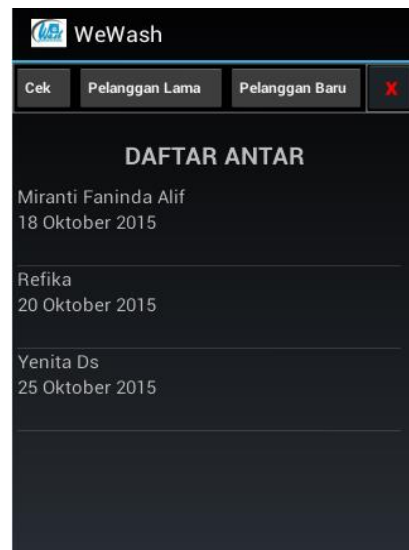 WeWash
Cek Pelanggan Lama Pelanggan Baru X
DAFTAR ANTAR
Miranti Faninda Alif
18 Oktober 2015
Refika
20 Oktober 2015
Yenita Ds
25 Oktober 2015